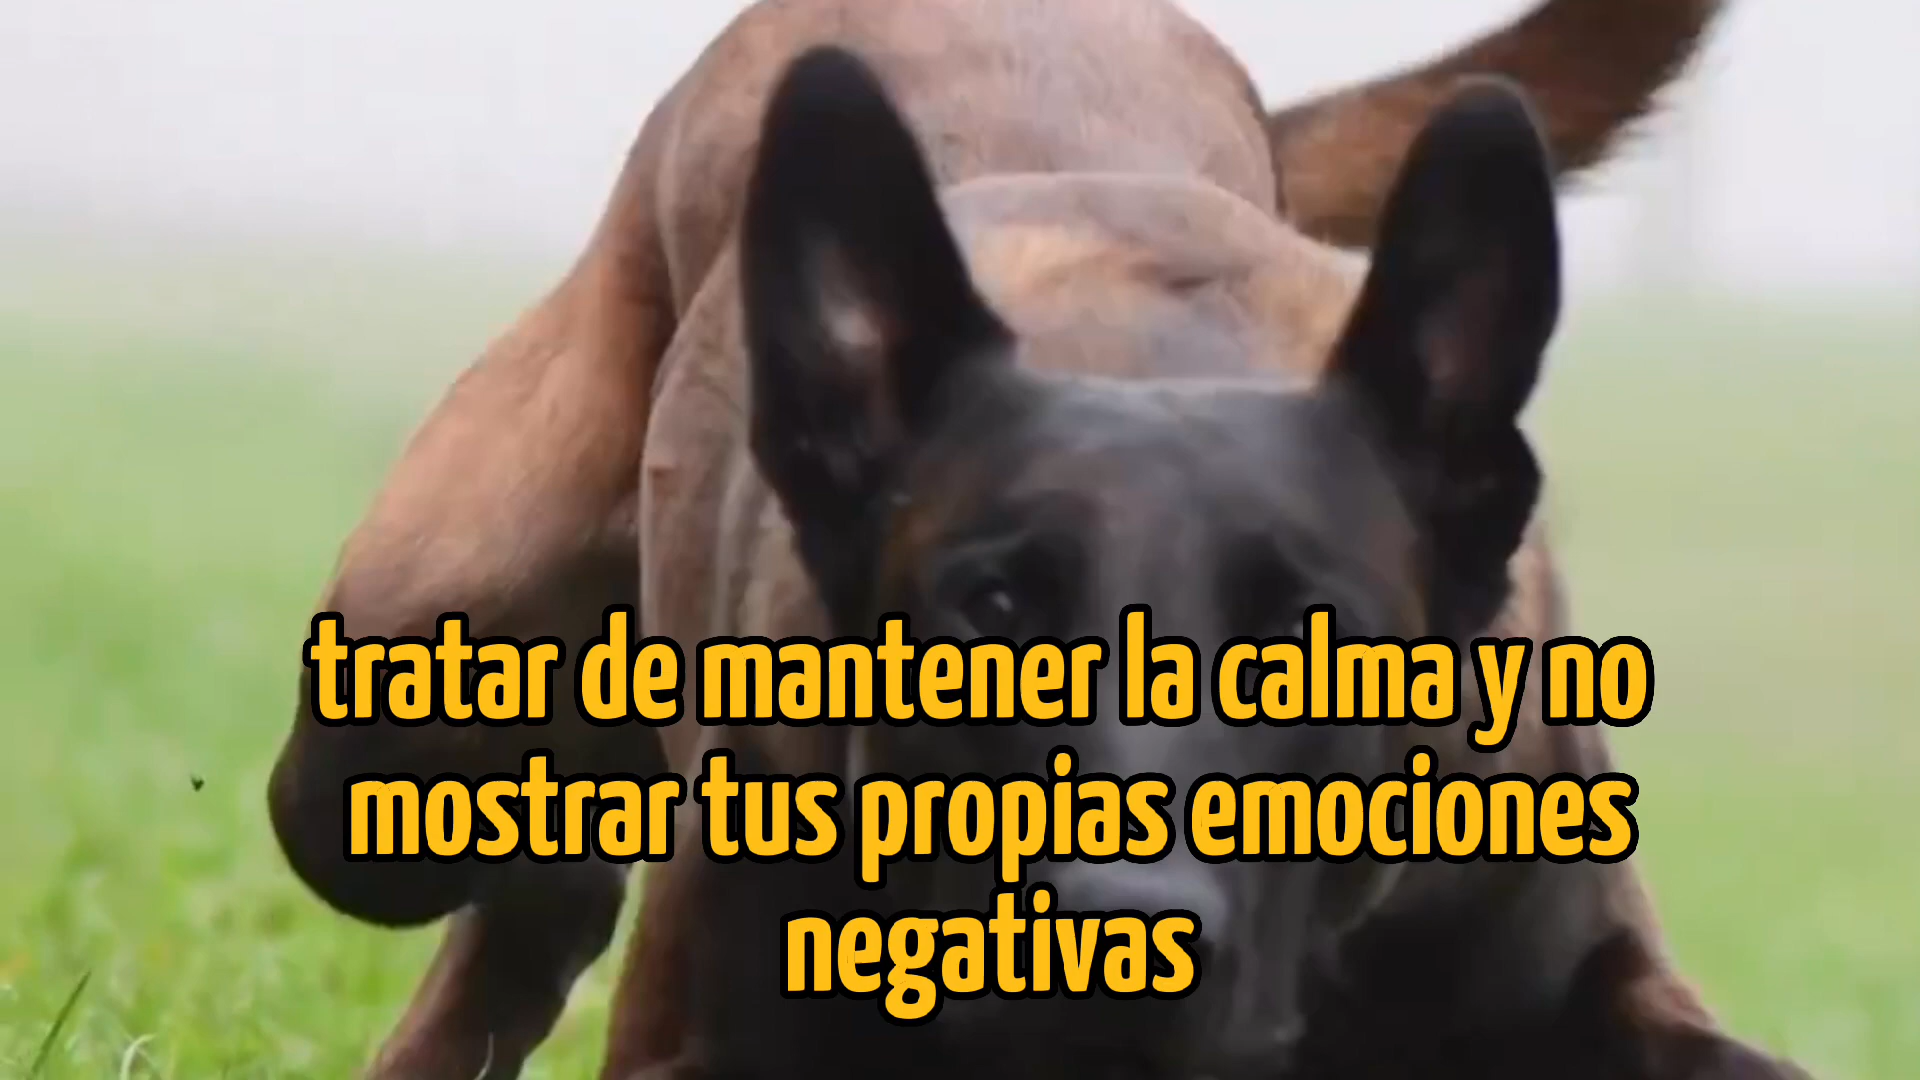 tratar de mantener la calma y no
mostrar tus propias emociones
negativas